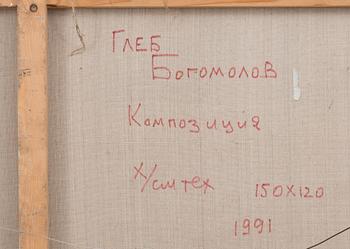 Глеб
Богомолов
Композиция
х/см тех 150х120
1991